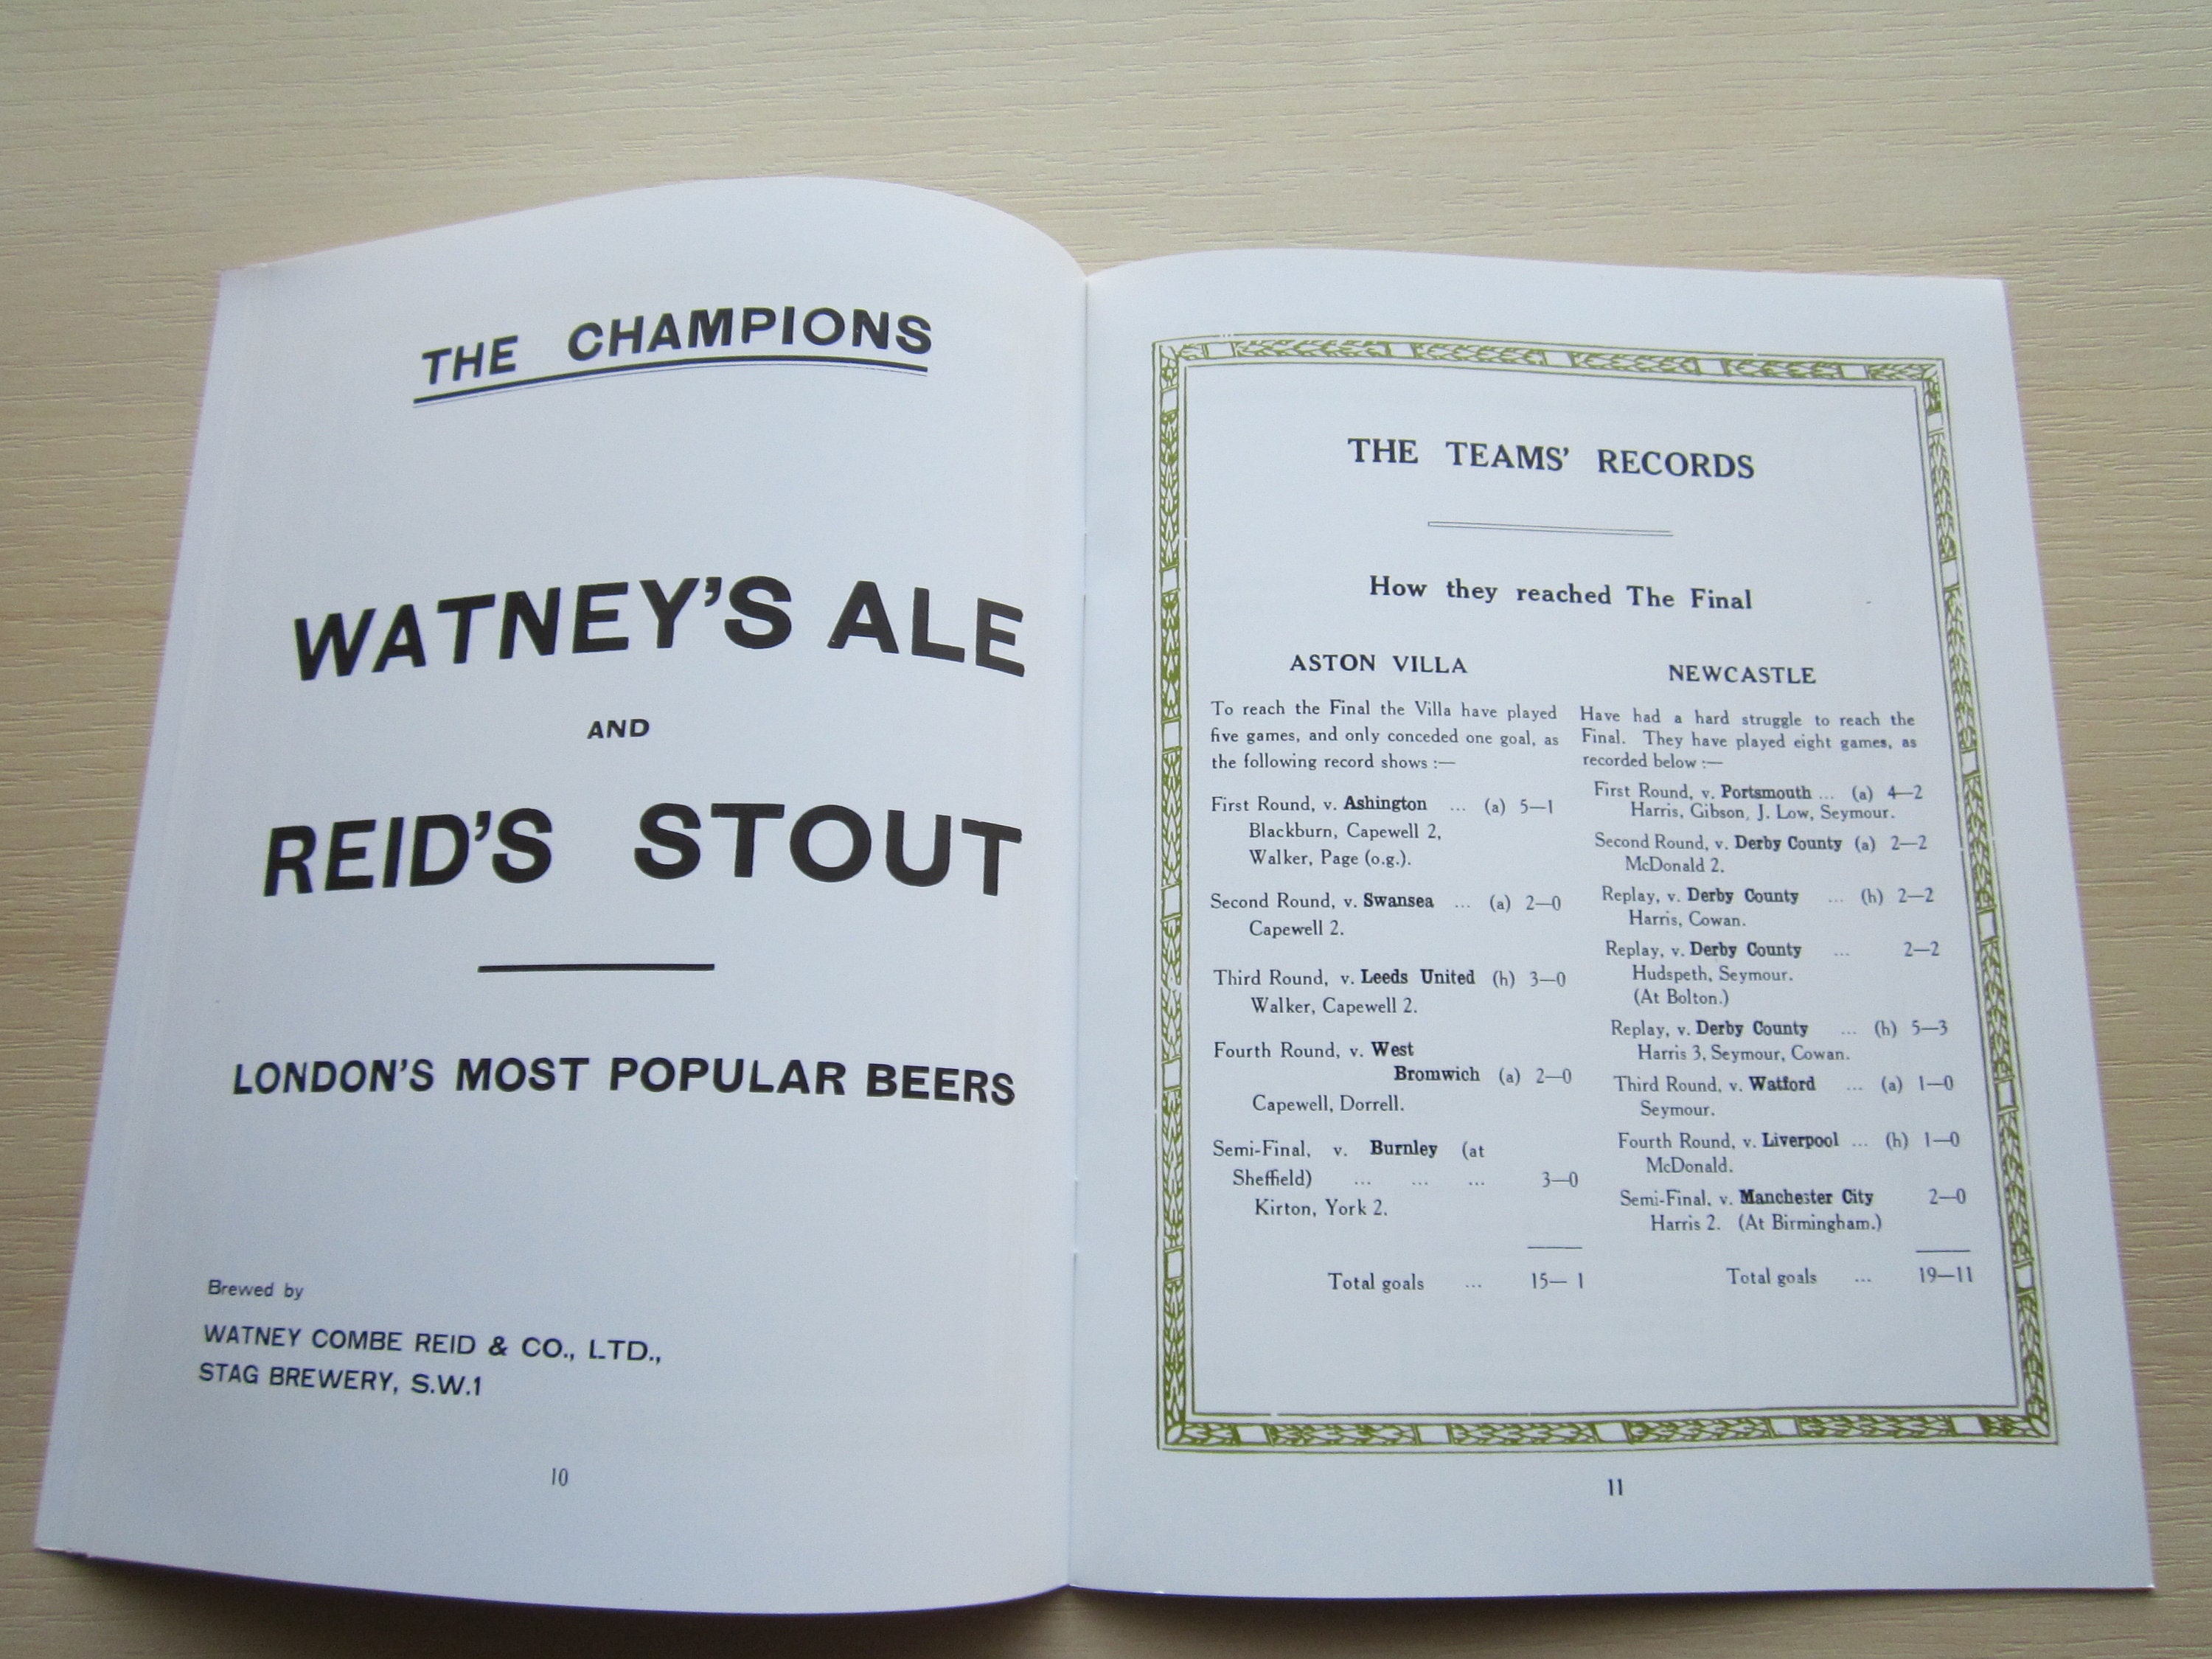 THE CHAMPIONS
WATNEY'S ALE
AND
REID'S STOUT
LONDON'S MOST POPULAR BEERS
Brewed by
WATNEY COMBE REID & CO., LTD.,
STAG BREWERY, S.W.1
10
THE TEAMS' RECORDS
How they reached The Final
ASTON VILLA
To reach the Final the Villa have played
five games, and only conceded one goal, as
the following record shows :—
First Round, v. Ashington ... (a) 5—1
Blackburn, Capewell 2,
Walker, Page (o.g.).
Second Round, v. Swansea ... (a) 2—0
Capewell 2.
Third Round, v. Leeds United (h) 3—0
Walker, Capewell 2.
Fourth Round, v. West
Bromwich (a) 2—0
Capewell, Dorrell.
Semi-Final, v. Burnley (at
Sheffield) ... ... ... 3—0
Kirton, York 2.
Total goals ... 15— 1
NEWCASTLE
Have had a hard struggle to reach the
Final. They have played eight games, as
recorded below :—
First Round, v. Portsmouth ... (a) 4—2
Harris, Gibson, J. Low, Seymour.
Second Round, v. Derby County (a) 2—2
McDonald 2.
Replay, v. Derby County ... (h) 2—2
Harris, Cowan.
Replay, v. Derby County ... 2—2
Hudspeth, Seymour.
(At Bolton.)
Replay, v. Derby County ... (h) 5—3
Harris 3, Seymour, Cowan.
Third Round, v. Watford ... (a) 1—0
Seymour.
Fourth Round, v. Liverpool ... (h) 1—0
McDonald.
Semi-Final, v. Manchester City 2—0
Harris 2. (At Birmingham.)
Total goals ... 19—11
11